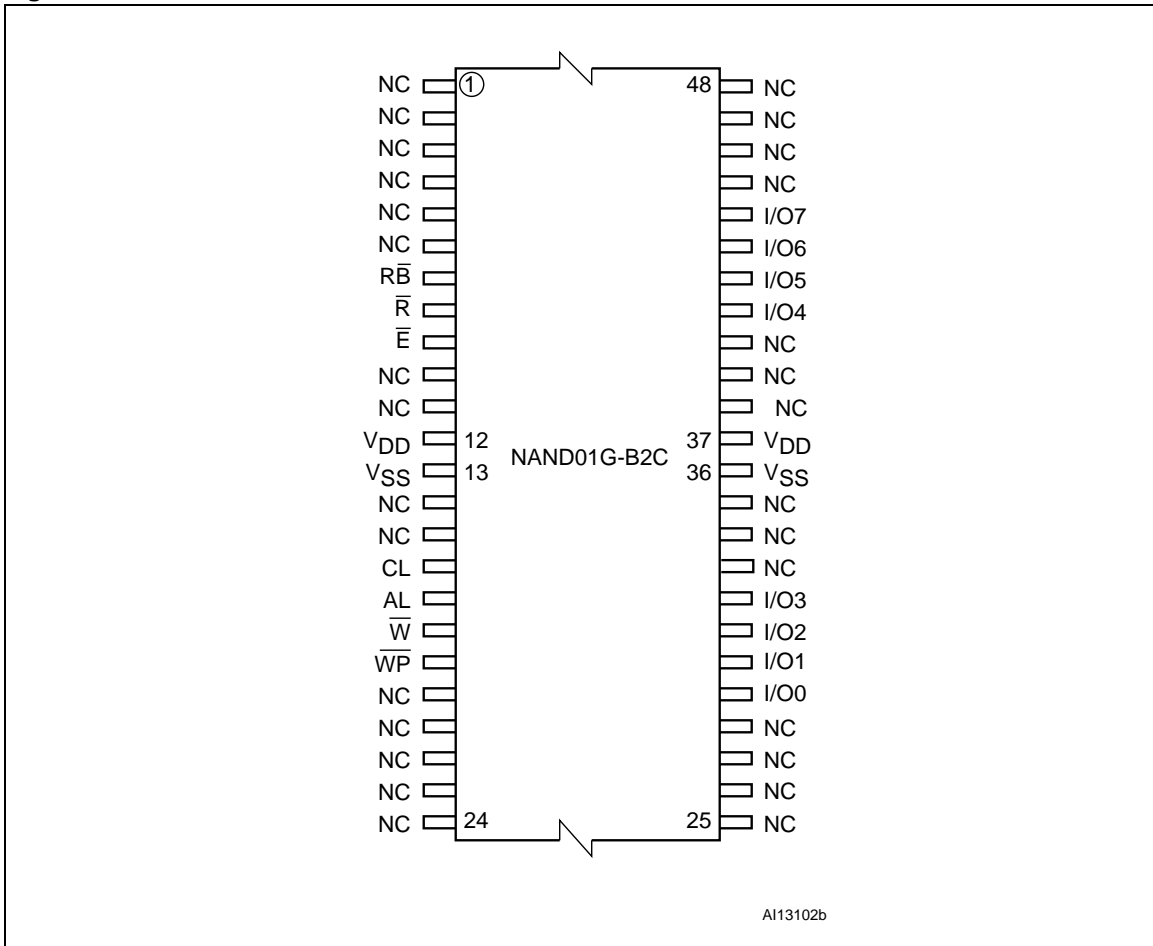 NC ① 48 NC
NC NC
NC NC
NC NC
NC I/O7
NC I/O6
RB̅ I/O5
R̅ I/O4
E̅ NC
NC NC
NC NC
VDD 12 37 VDD
NAND01G-B2C
VSS 13 36 VSS
NC NC
NC NC
CL NC
AL I/O3
W̅ I/O2
W̅P̅ I/O1
NC I/O0
NC NC
NC NC
NC NC
NC 24 25 NC
AI13102b